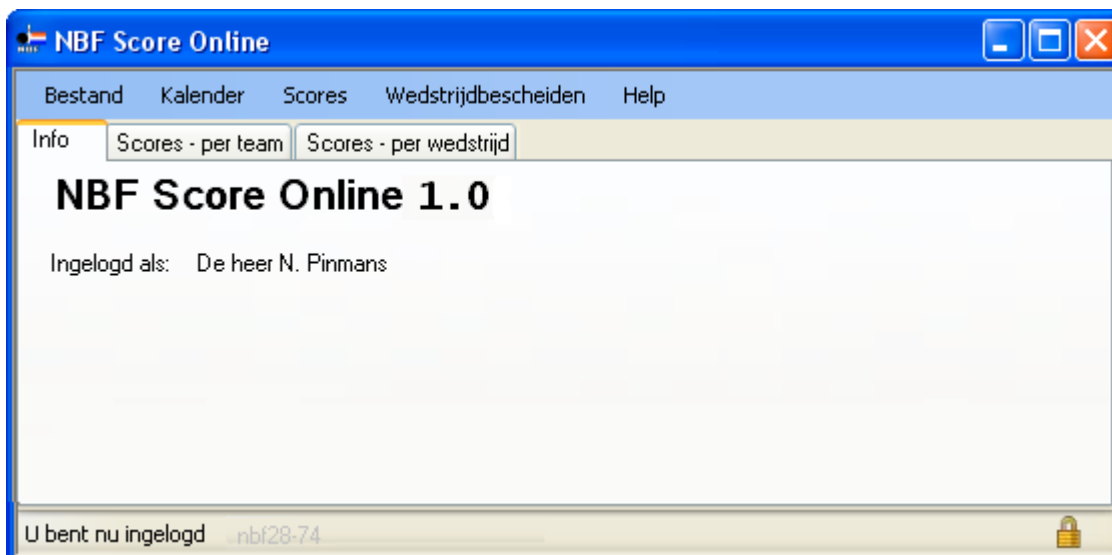 NBF Score Online
Bestand Kalender Scores Wedstrijdbescheiden Help
Info Scores - per team Scores - per wedstrijd
NBF Score Online 1.0
Ingelogd als: De heer N. Pinmans
U bent nu ingelogd nbf28-74